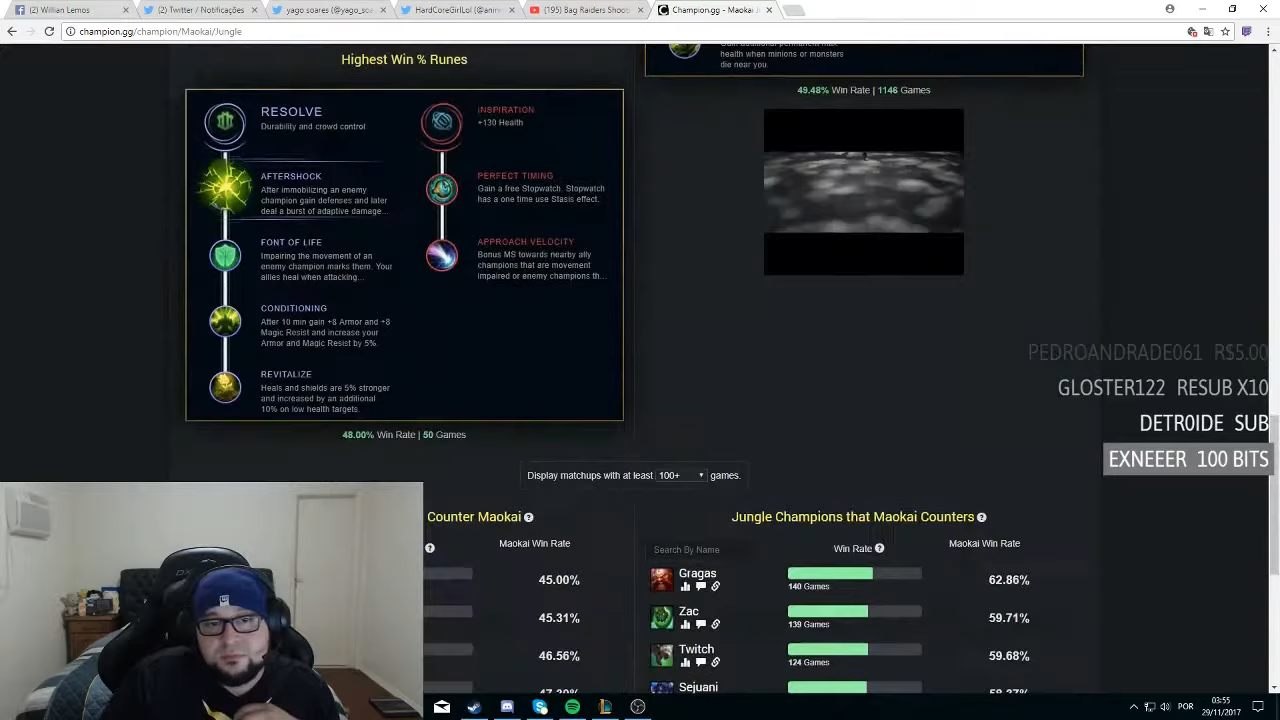 (1) Willian Lemos
(2) Twitter / Notificações
yago soares (@yago_soa
HardCoreGirl (@anim
(195) Bag Raiders Shoo
Champion.gg - Maokai J
champion.gg/champion/Maokai/Jungle
Highest Win % Runes
RESOLVE
Durability and crowd control
AFTERSHOCK
After immobilizing an enemy
champion gain defenses and later
deal a burst of adaptive damage...
FONT OF LIFE
Impairing the movement of an
enemy champion marks them. Your
allies heal when attacking...
CONDITIONING
After 10 min gain +8 Armor and +8
Magic Resist and increase your
Armor and Magic Resist by 5%.
REVITALIZE
Heals and shields are 5% stronger
and increased by an additional
10% on low health targets.
INSPIRATION
+130 Health
PERFECT TIMING
Gain a free Stopwatch. Stopwatch
has a one time use Stasis effect.
APPROACH VELOCITY
Bonus MS towards nearby ally
champions that are movement
impaired or enemy champions th...
48.00% Win Rate | 50 Games
health when minions or monsters
die near you.
49.48% Win Rate | 1146 Games
PEDROANDRADE061 R$5.00
GLOSTER122 RESUB X10
DETR0IDE SUB
EXNEEER 100 BITS
Display matchups with at least 100+ games.
Counter Maokai
Maokai Win Rate
45.00%
45.31%
46.56%
Jungle Champions that Maokai Counters
Search By Name
Win Rate
Maokai Win Rate
Gragas
140 Games
62.86%
Zac
139 Games
59.71%
Twitch
124 Games
59.68%
Sejuani
DX
POR
03:55
29/11/2017